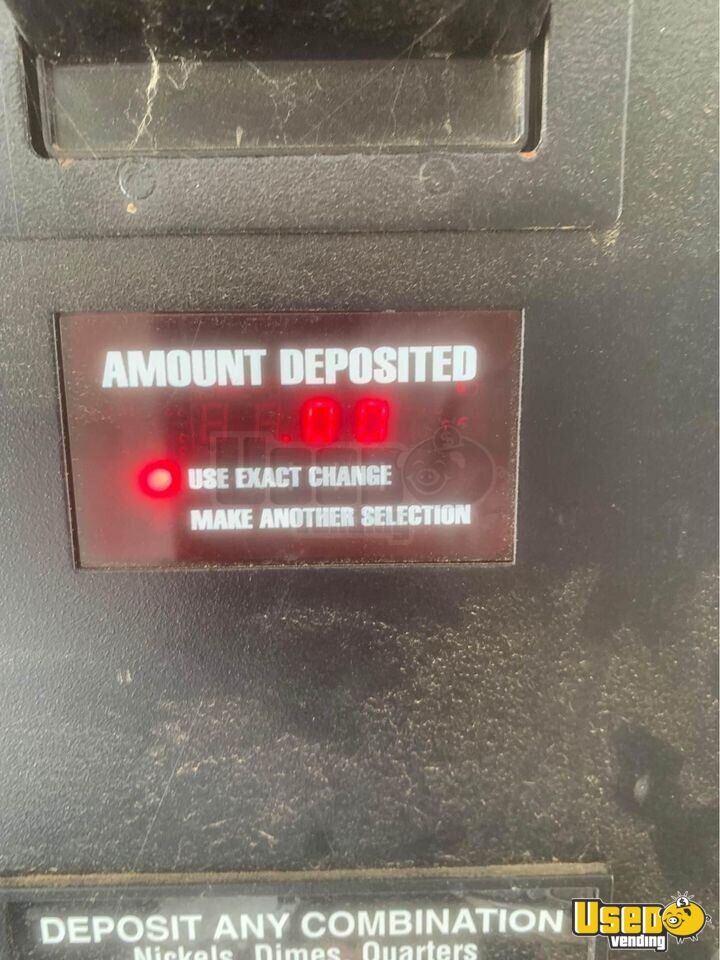 AMOUNT DEPOSITED
.00
USE EXACT CHANGE
MAKE ANOTHER SELECTION
DEPOSIT ANY COMBINATION
Nickels, Dimes, Quarters
USED
vending